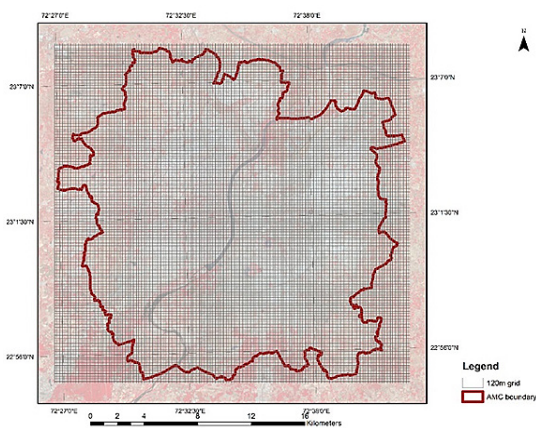 72°27'0"E 72°32'30"E 72°38'0"E
N
23°7'0"N 23°7'0"N
23°1'30"N 23°1'30"N
22°56'0"N 22°56'0"N
72°27'0"E 72°32'30"E 72°38'0"E
Legend
120m grid
AMC boundary
0 2 4 8 12 16
Kilometers